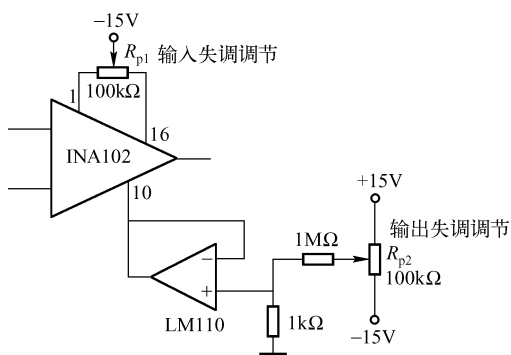 −15V
Rp1 输入失调调节
100kΩ
1
16
INA102
10
+15V
输出失调调节
1MΩ
Rp2
100kΩ
−
+
LM110
1kΩ
−15V